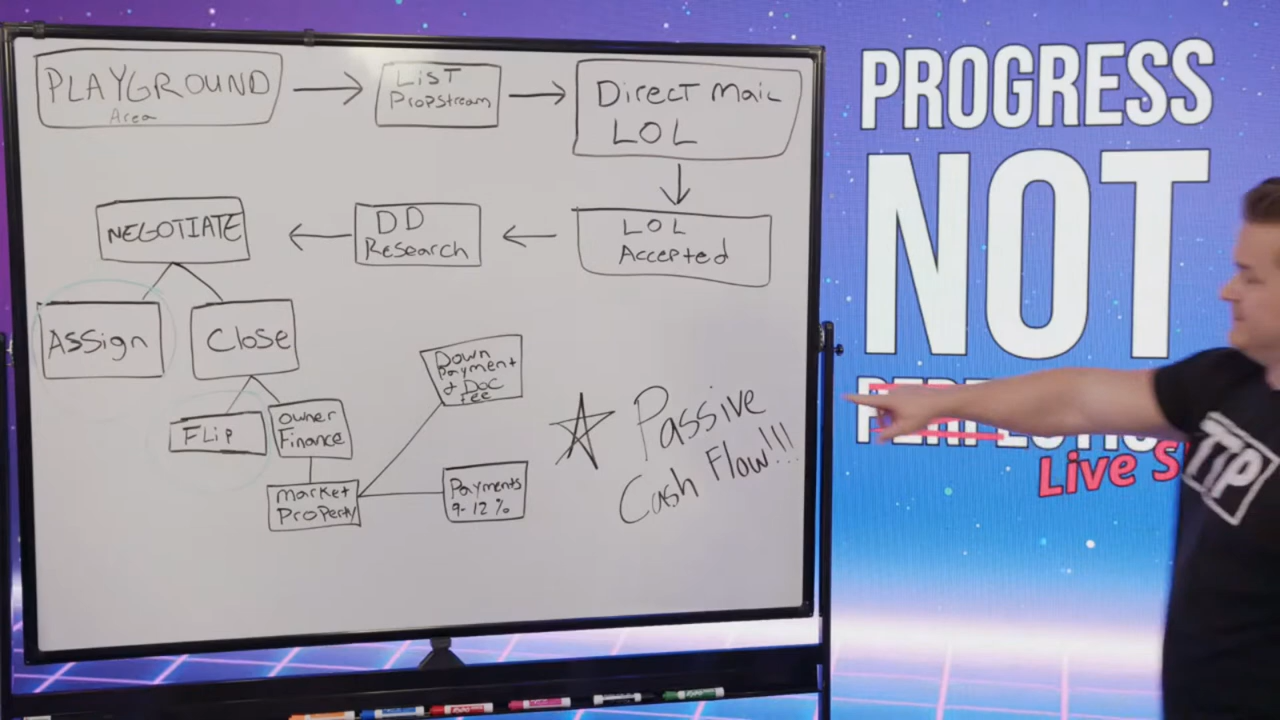 PLAYGROUND
Area
LiST
PropStream
DirecT Mail
LOL
LOL
Accepted
DD
Research
NEGOTIATE
ASSign
Close
FLip
owner
Finance
market
Property
Down
Payment
& Doc
Fee
Payments
9-12%
Passive
Cash Flow!!!
PROGRESS
NOT
Live S
TTP